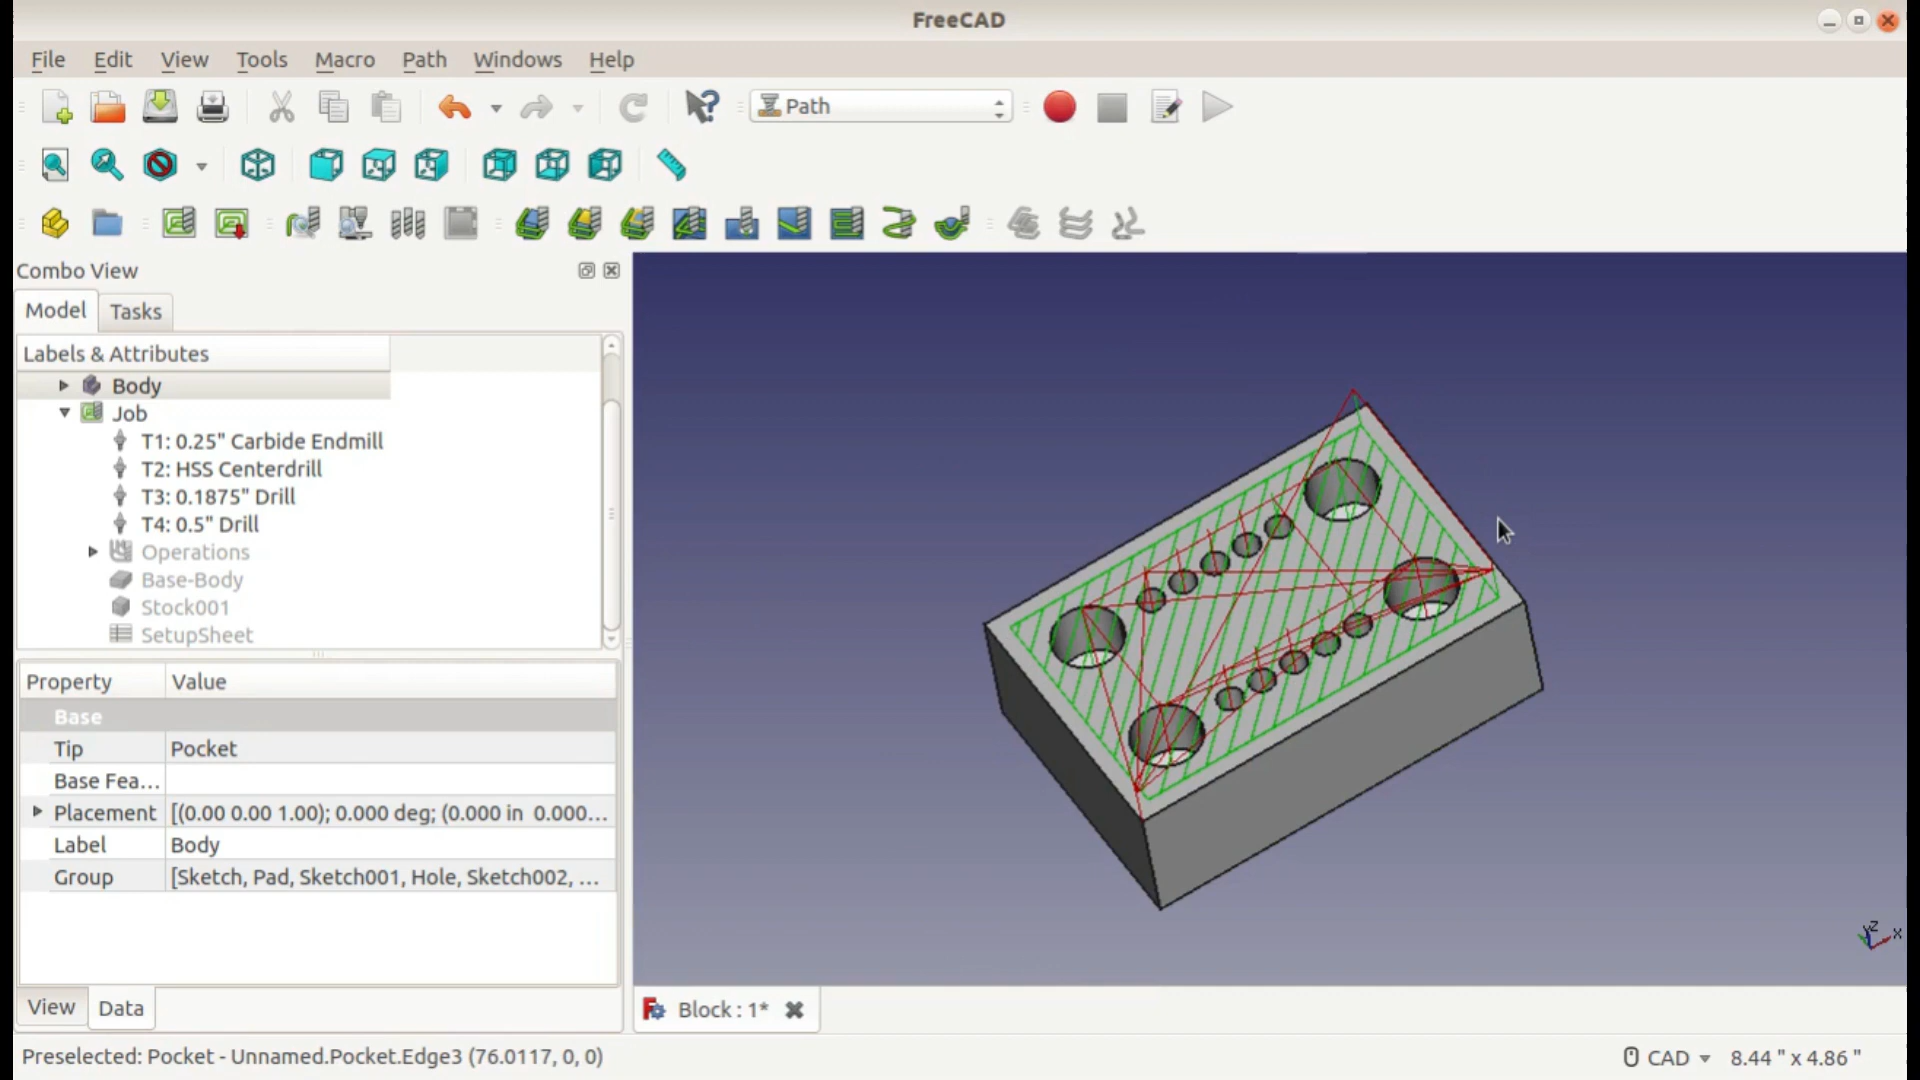 FreeCAD
File Edit View Tools Macro Path Windows Help
Path
Combo View
Model Tasks
Labels & Attributes
Body
Job
T1: 0.25" Carbide Endmill
T2: HSS Centerdrill
T3: 0.1875" Drill
T4: 0.5" Drill
Operations
Base-Body
Stock001
SetupSheet
Property Value
Base
Tip Pocket
Base Fea...
Placement [(0.00 0.00 1.00); 0.000 deg; (0.000 in 0.000...
Label Body
Group [Sketch, Pad, Sketch001, Hole, Sketch002, ...
View Data
Z
X
Block : 1*
Preselected: Pocket - Unnamed.Pocket.Edge3 (76.0117, 0, 0)
CAD 8.44 " x 4.86 "